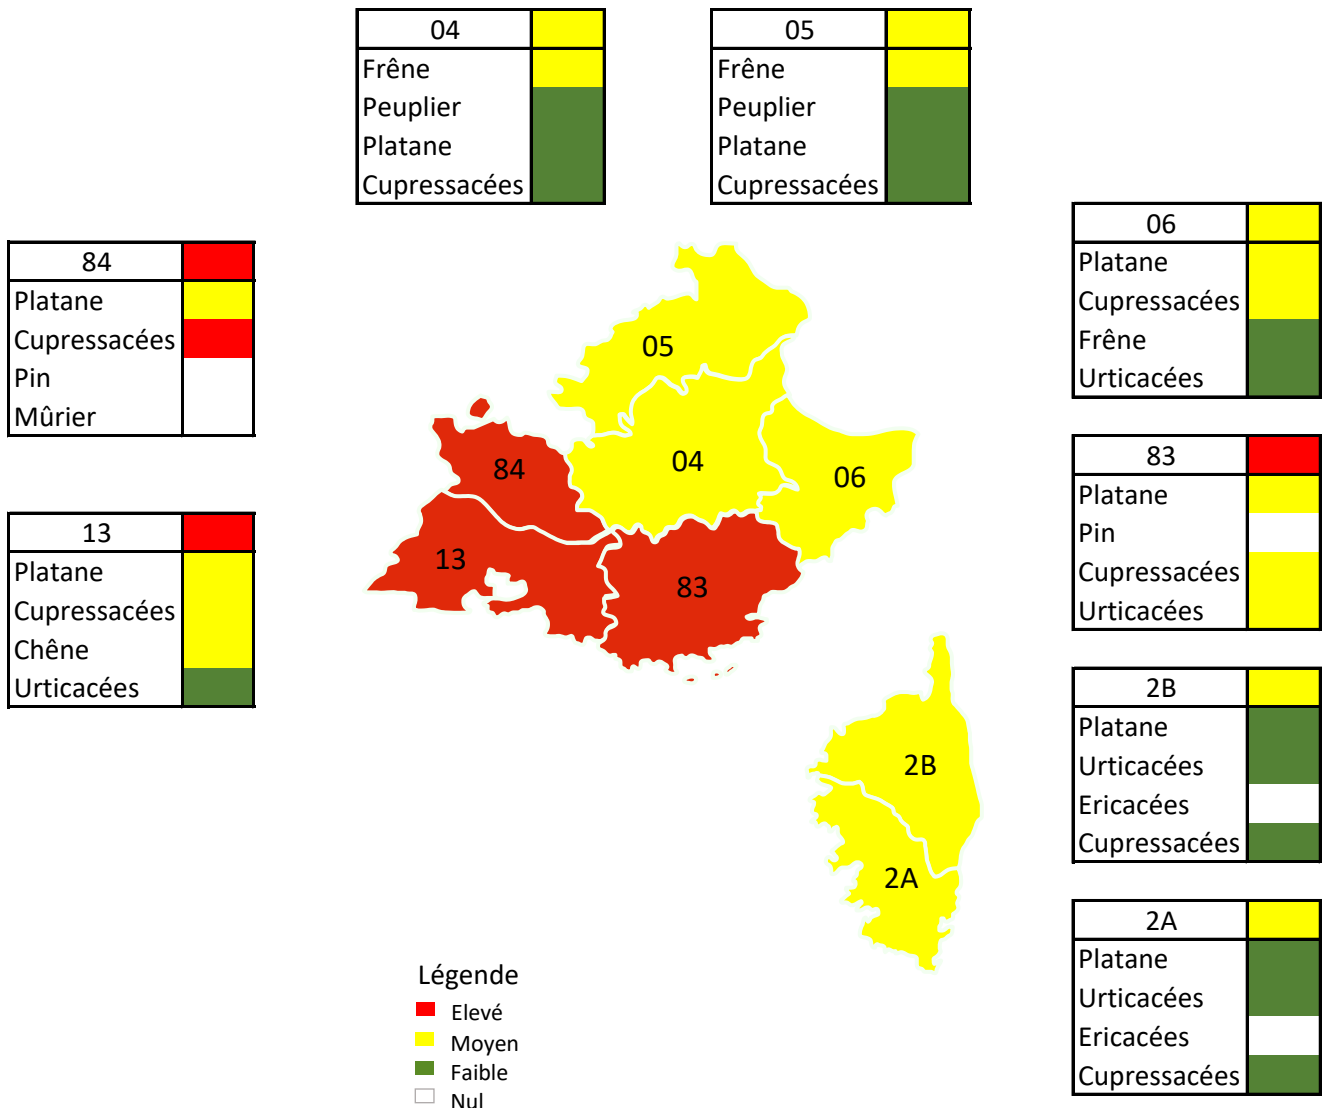 04
Frêne
Peuplier
Platane
Cupressacées
05
Frêne
Peuplier
Platane
Cupressacées
06
Platane
Cupressacées
Frêne
Urticacées
84
Platane
Cupressacées
Pin
Mûrier
83
Platane
Pin
Cupressacées
Urticacées
13
Platane
Cupressacées
Chêne
Urticacées
2B
Platane
Urticacées
Ericacées
Cupressacées
2A
Platane
Urticacées
Ericacées
Cupressacées
05
04
84
06
13
83
2B
2A
Légende
Elevé
Moyen
Faible
Nul